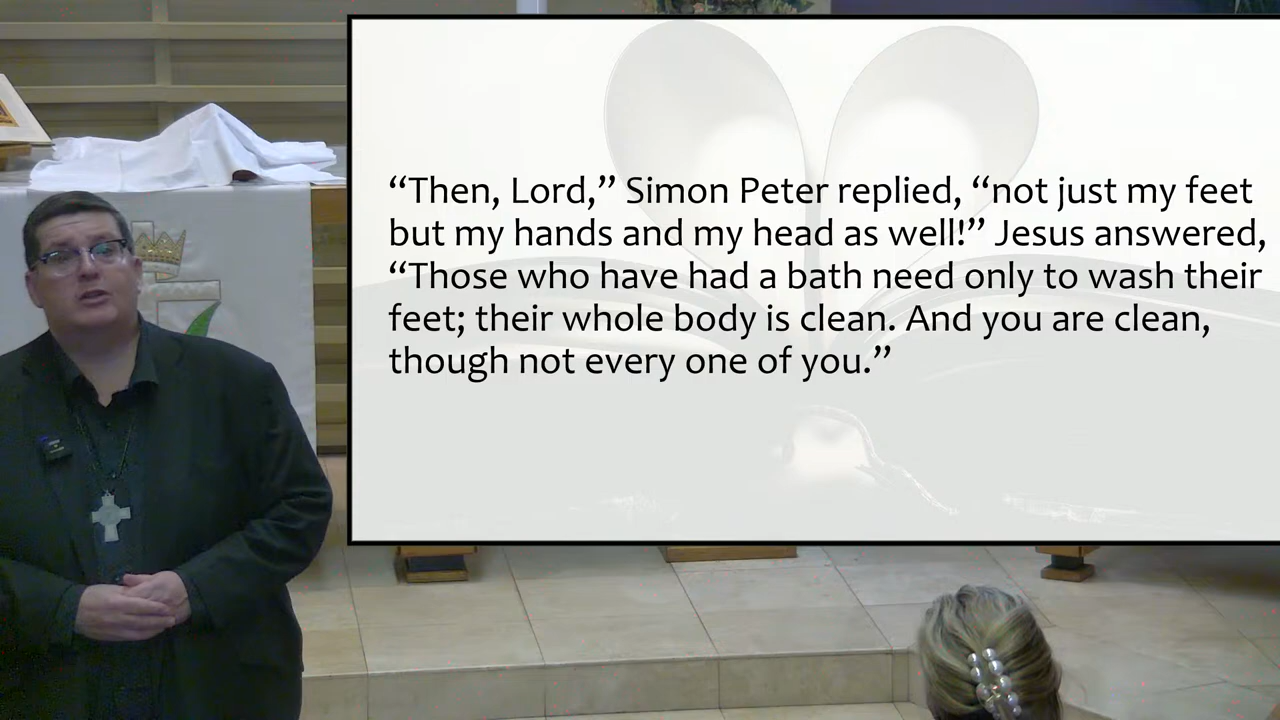 “Then, Lord,” Simon Peter replied, “not just my feet
but my hands and my head as well!” Jesus answered,
“Those who have had a bath need only to wash their
feet; their whole body is clean. And you are clean,
though not every one of you.”